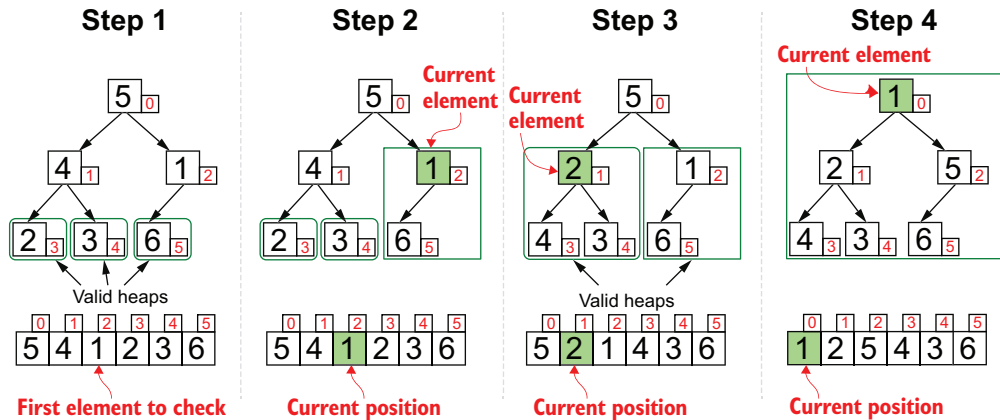 Step 1
Step 2
Step 3
Step 4
5 0
4 1
1 2
2 3
3 4
6 5
Valid heaps
0 1 2 3 4 5
5 4 1 2 3 6
First element to check
Current
element
5 0
4 1
1 2
2 3
3 4
6 5
0 1 2 3 4 5
5 4 1 2 3 6
Current position
Current
element
5 0
2 1
1 2
4 3
3 4
6 5
Valid heaps
0 1 2 3 4 5
5 2 1 4 3 6
Current position
Current element
1 0
2 1
5 2
4 3
3 4
6 5
0 1 2 3 4 5
1 2 5 4 3 6
Current position